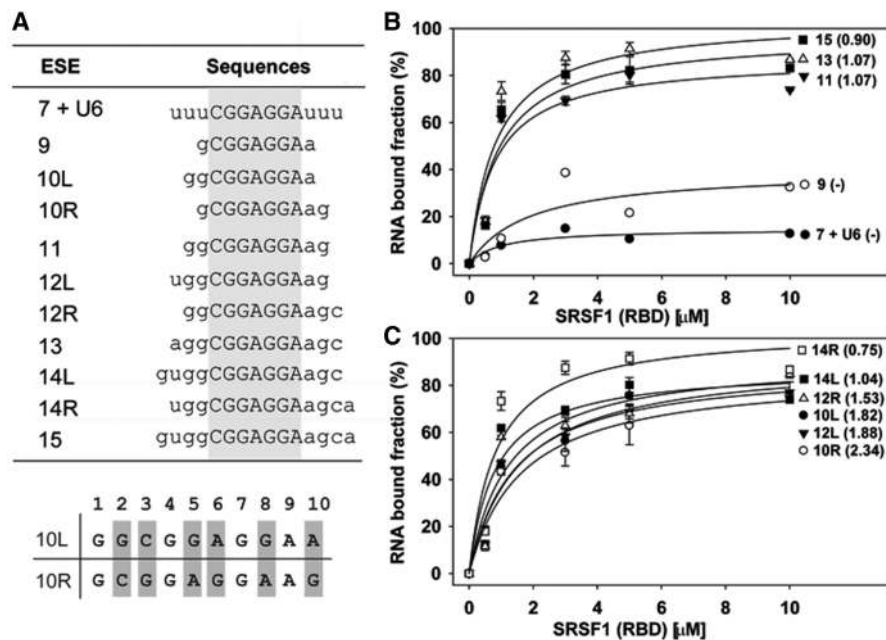 A
ESE Sequences
7 + U6 uuuCGGAGGAuuu
9 gCGGAGGAa
10L ggCGGAGGAa
10R gCGGAGGAag
11 ggCGGAGGAag
12L uggCGGAGGAag
12R ggCGGAGGAagc
13 aggCGGAGGAagc
14L guggCGGAGGAagc
14R uggCGGAGGAagca
15 guggCGGAGGAagca
1 2 3 4 5 6 7 8 9 10
10L G G C G G A G G A A
10R G C G G A G G A A G
B
RNA bound fraction (%)
100
80
60
40
20
0
15 (0.90)
13 (1.07)
11 (1.07)
9 (-)
7 + U6 (-)
0 2 4 6 8 10
SRSF1 (RBD) [µM]
C
RNA bound fraction (%)
100
80
60
40
20
0
14R (0.75)
14L (1.04)
12R (1.53)
10L (1.82)
12L (1.88)
10R (2.34)
0 2 4 6 8 10
SRSF1 (RBD) [µM]